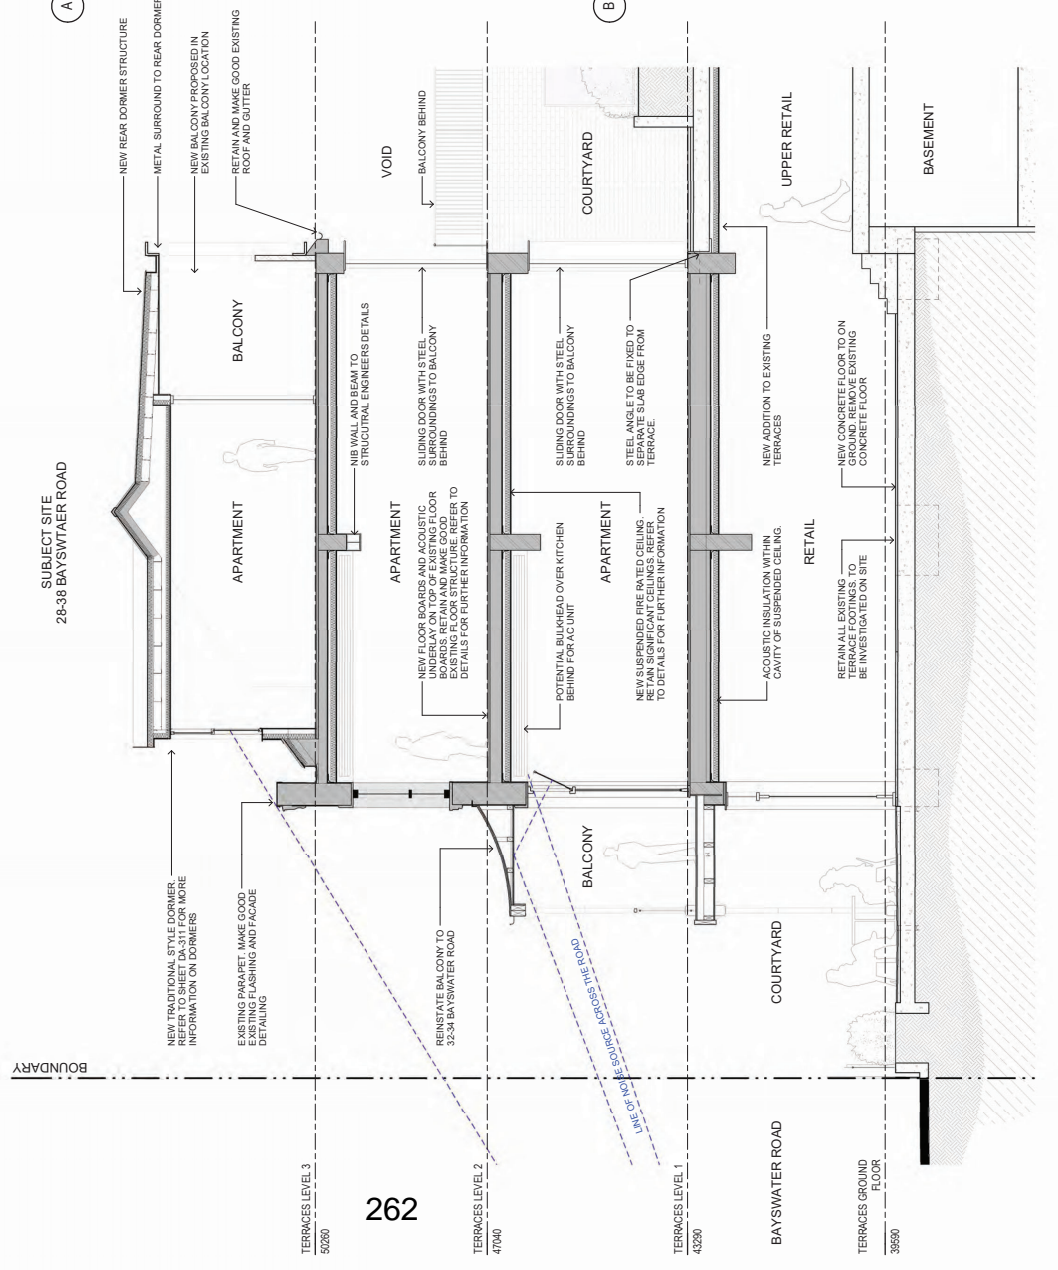 SUBJECT SITE
28-38 BAYSWTAER ROAD
A
B
NEW REAR DORMER STRUCTURE
METAL SURROUND TO REAR DORMER
NEW BALCONY PROPOSED IN
EXISTING BALCONY LOCATION
RETAIN AND MAKE GOOD EXISTING
ROOF AND GUTTER
BOUNDARY
NEW TRADITIONAL STYLE DORMER.
REFER TO SHEET DA-311 FOR MORE
INFORMATION ON DORMERS
EXISTING PARAPET. MAKE GOOD
EXISTING FLASHING AND FACADE
DETAILING
APARTMENT
BALCONY
TERRACES LEVEL 3
50260
NIB WALL AND BEAM TO
STRUCUTRAL ENGINEERS DETAILS
APARTMENT
NEW FLOOR BOARDS AND ACOUSTIC
UNDERLAY ON TOP OF EXISTING FLOOR
BOARDS. RETAIN AND MAKE GOOD
EXISTING FLOOR STRUCTURE. REFER TO
DETAILS FOR FURTHER INFORMATION
SLIDING DOOR WITH STEEL
SURROUNDINGS TO BALCONY
BEHIND
VOID
BALCONY BEHIND
REINSTATE BALCONY TO
32-34 BAYSWATER ROAD
TERRACES LEVEL 2
47040
262
LINE OF NOISE SOURCE ACROSS THE ROAD
BALCONY
POTENTIAL BULKHEAD OVER KITCHEN
BEHIND FOR AC UNIT
APARTMENT
NEW SUSPENDED FIRE RATED CEILING.
RETAIN SIGNIFICANT CEILINGS. REFER
TO DETAILS FOR FURTHER INFORMATION
SLIDING DOOR WITH STEEL
SURROUNDINGS TO BALCONY
BEHIND
STEEL ANGLE TO BE FIXED TO
SEPARATE SLAB EDGE FROM
TERRACE.
COURTYARD
TERRACES LEVEL 1
43290
BAYSWATER ROAD
COURTYARD
ACOUSTIC INSULATION WITHIN
CAVITY OF SUSPENDED CEILING.
RETAIL
NEW ADDITION TO EXISTING
TERRACES
UPPER RETAIL
RETAIN ALL EXISTING
TERRACE FOOTINGS. TO
BE INVESTIGATED ON SITE
NEW CONCRETE FLOOR TO ON
GROUND. REMOVE EXISTING
CONCRETE FLOOR
TERRACES GROUND
FLOOR
39590
BASEMENT